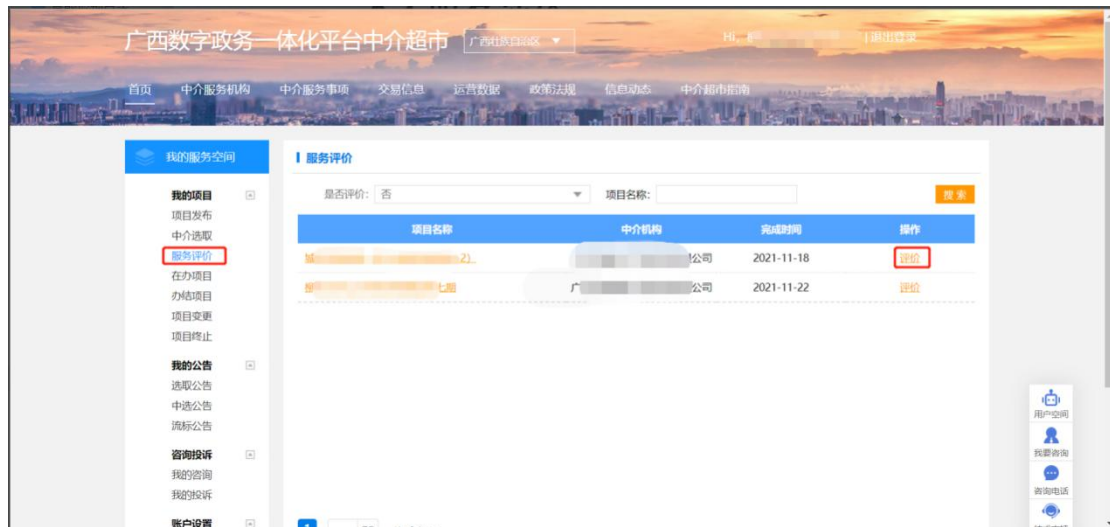 广西数字政务一体化平台中介超市 广西壮族自治区
Hi, | 退出登录
首页 中介服务机构 中介服务事项 交易信息 运营数据 政策法规 信息动态 中介超市指南
我的服务空间
我的项目
项目发布
中介选取
服务评价
在办项目
办结项目
项目变更
项目终止
我的公告
选取公告
中选公告
流标公告
咨询投诉
我的咨询
我的投诉
账户设置
服务评价
是否评价: 否 项目名称: 搜索
项目名称 中介机构 完成时间 操作
2) 公司 2021-11-18 评价
七期 广 公司 2021-11-22 评价
1
用户空间
我要咨询
咨询电话